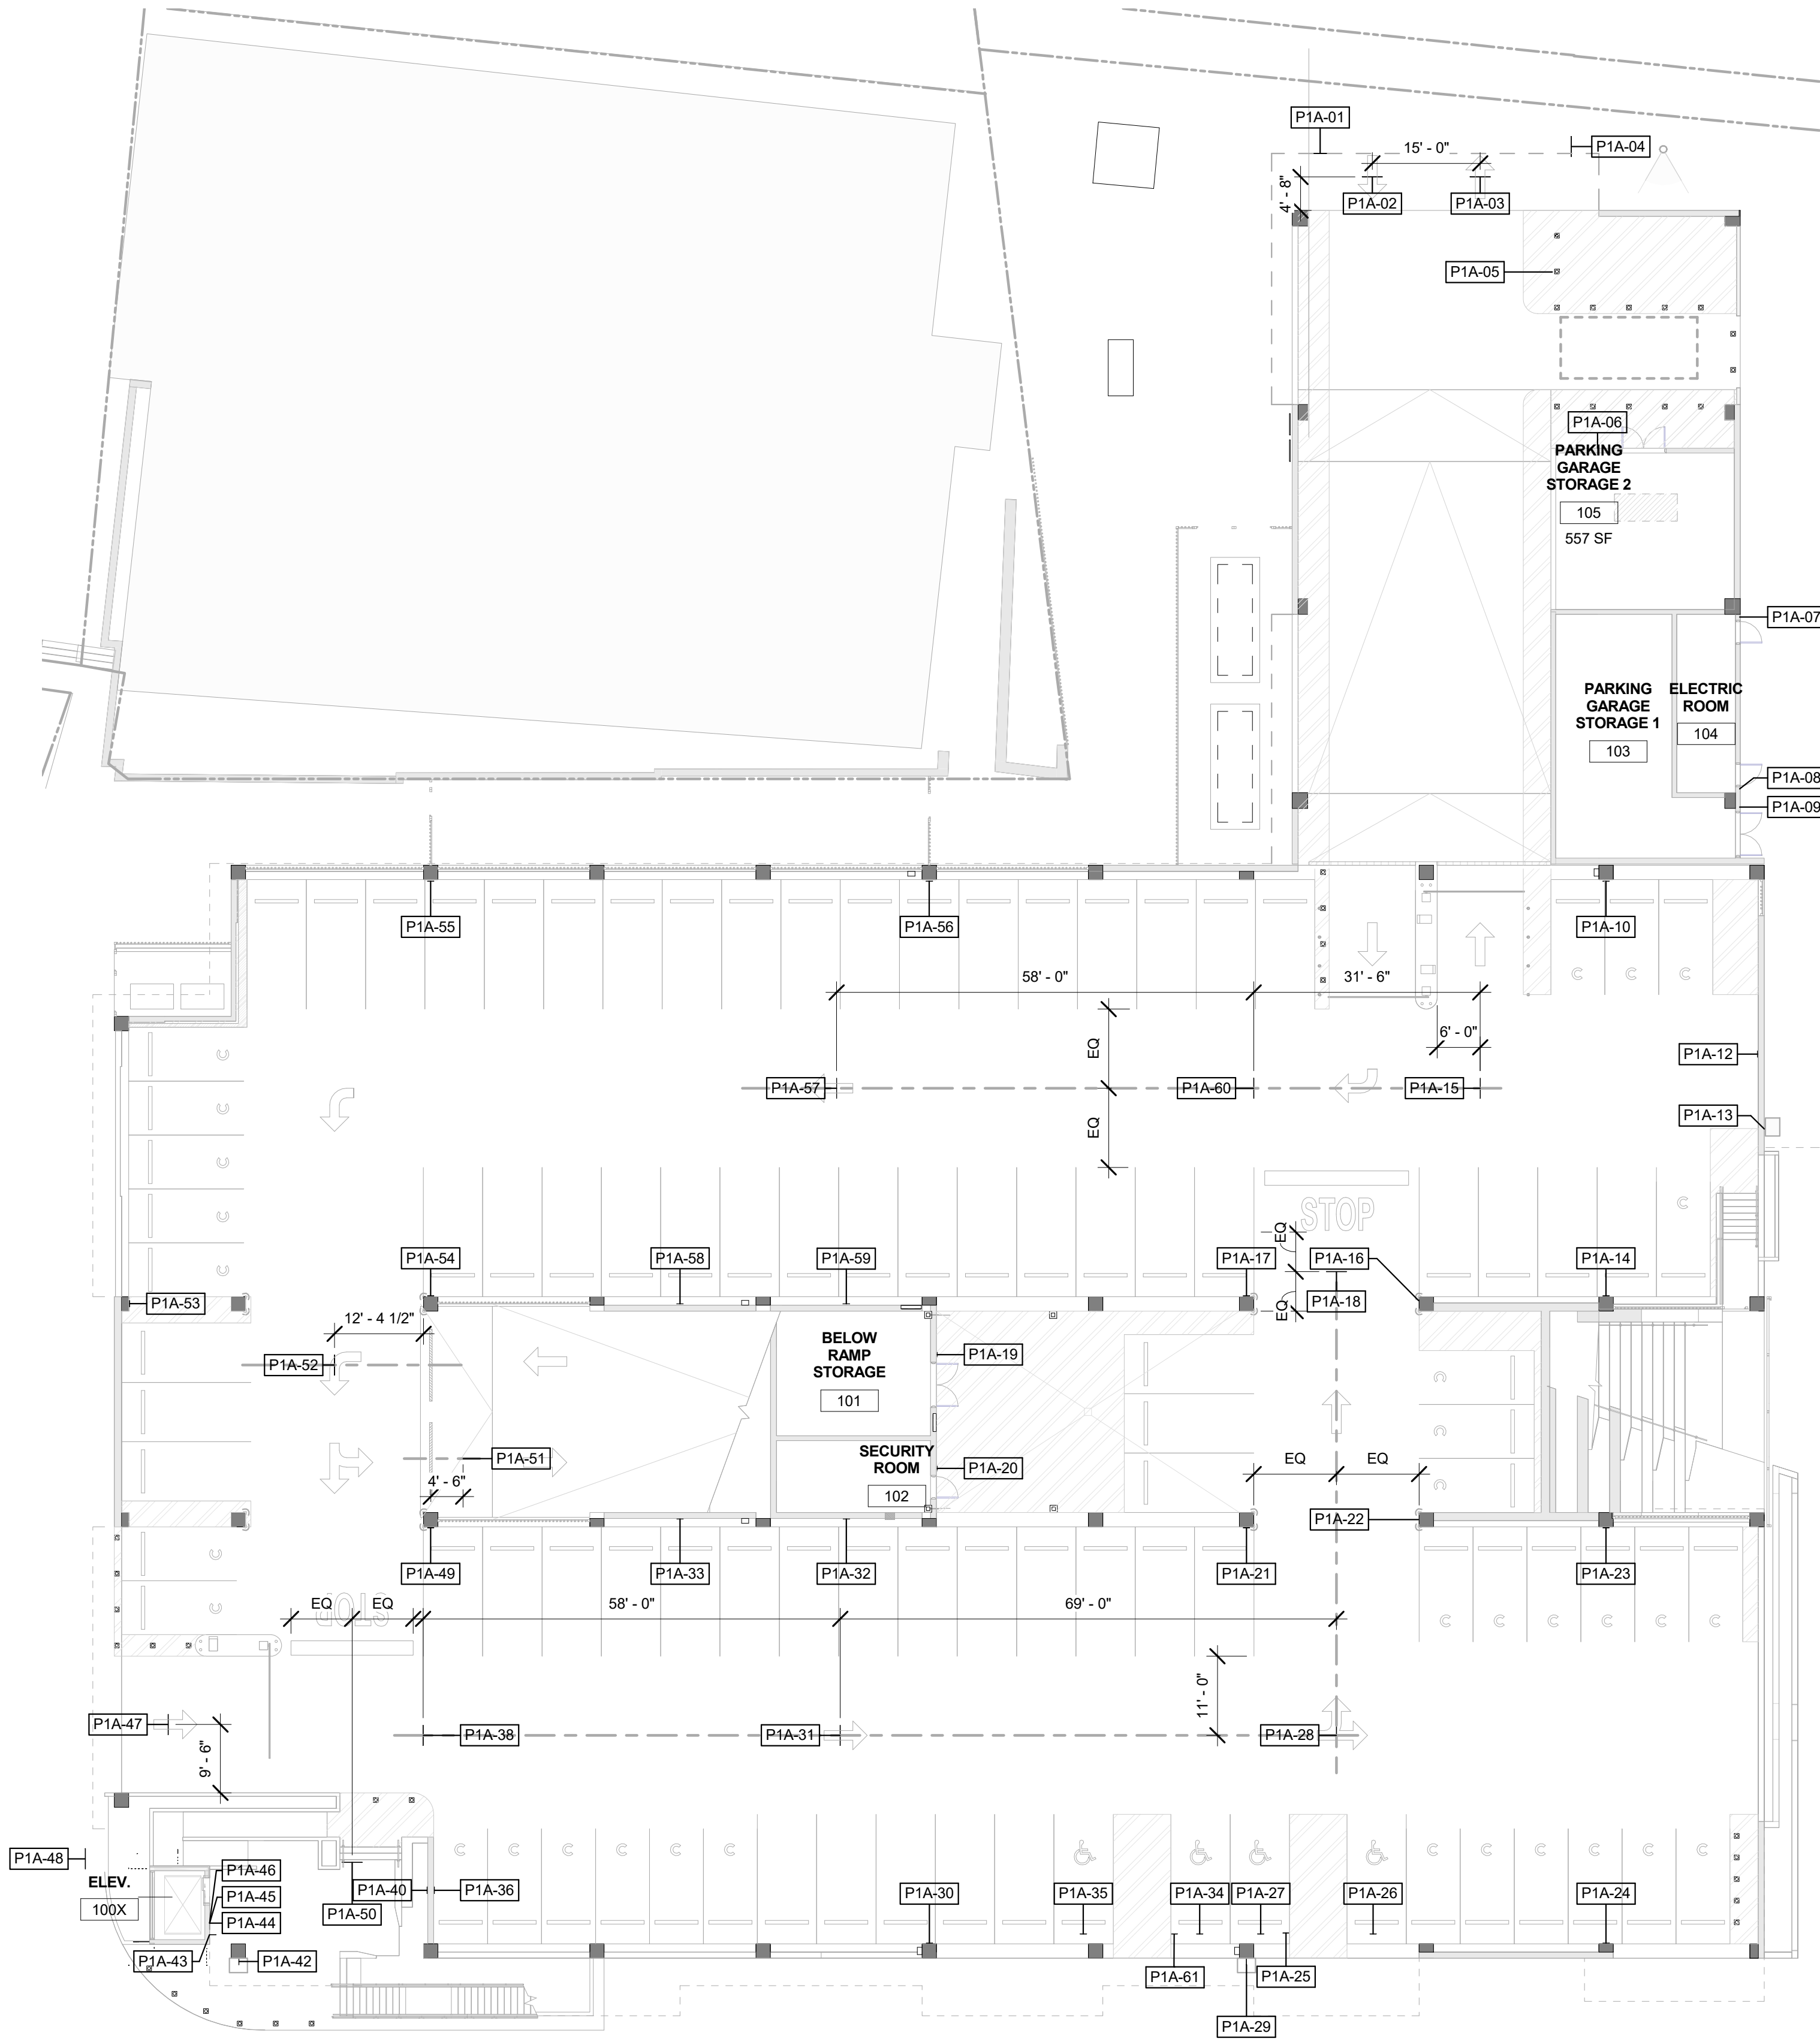 P1A-01
15' - 0"
P1A-04
4' - 8"
P1A-02
P1A-03
P1A-05
P1A-06
PARKING
GARAGE
STORAGE 2
105
557 SF
P1A-07
PARKING
GARAGE
STORAGE 1
103
ELECTRIC
ROOM
104
P1A-08
P1A-09
P1A-55
P1A-56
P1A-10
C
C
C
58' - 0"
31' - 6"
6' - 0"
EQ
P1A-12
C
P1A-57
P1A-60
P1A-15
C
P1A-13
EQ
C
C
C
STOP
EQ
P1A-54
P1A-58
P1A-59
P1A-17
P1A-16
P1A-14
C
P1A-53
P1A-18
EQ
12' - 4 1/2"
BELOW
RAMP
STORAGE
101
P1A-19
P1A-52
C
C
SECURITY
ROOM
102
P1A-51
P1A-20
EQ
EQ
4' - 6"
C
P1A-22
C
P1A-49
P1A-33
P1A-32
P1A-21
P1A-23
C
EQ
EQ
STOP
58' - 0"
69' - 0"
C
C
C
C
C
C
11' - 0"
P1A-47
P1A-38
P1A-31
P1A-28
9' - 6"
C
C
C
C
C
C
C
C
C
C
C
C
P1A-48
ELEV.
100X
P1A-46
P1A-45
P1A-44
P1A-40
P1A-36
P1A-50
P1A-30
P1A-35
P1A-34
P1A-27
P1A-26
P1A-24
P1A-43
P1A-42
P1A-61
P1A-25
P1A-29